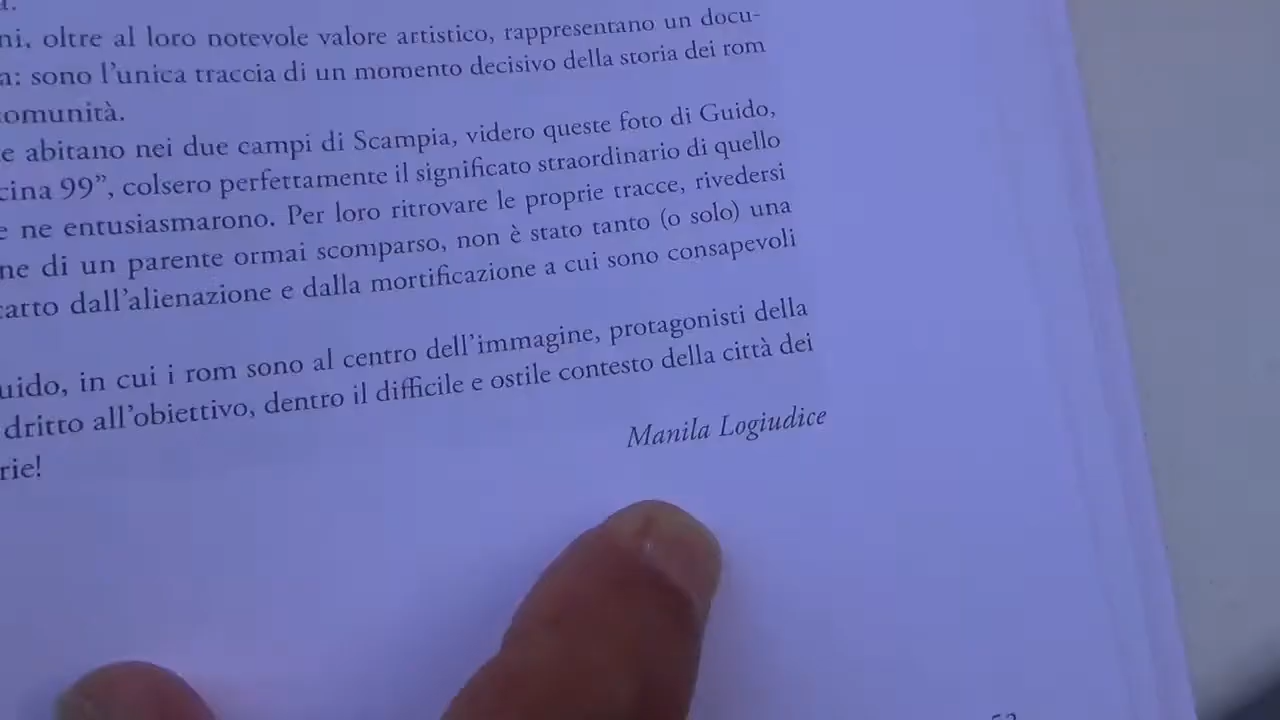 ni, oltre al loro notevole valore artistico, rappresentano un docu-
a: sono l'unica traccia di un momento decisivo della storia dei rom
omunità.
e abitano nei due campi di Scampia, videro queste foto di Guido,
cina 99”, colsero perfettamente il significato straordinario di quello
e ne entusiasmarono. Per loro ritrovare le proprie tracce, rivedersi
ne di un parente ormai scomparso, non è stato tanto (o solo) una
atto dall'alienazione e dalla mortificazione a cui sono consapevoli
uido, in cui i rom sono al centro dell'immagine, protagonisti della
dritto all'obiettivo, dentro il difficile e ostile contesto della città dei
rie!
Manila Logiudice